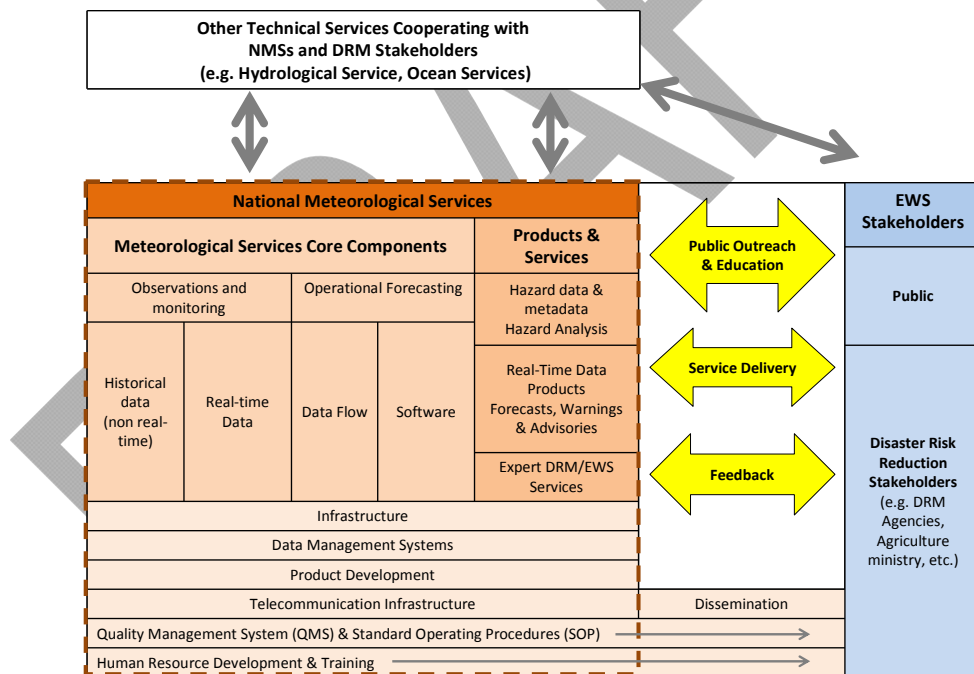 Other Technical Services Cooperating with
NMSs and DRM Stakeholders
(e.g. Hydrological Service, Ocean Services)
National Meteorological Services
Meteorological Services Core Components
Products &
Services
Observations and
monitoring
Operational Forecasting
Hazard data &
metadata
Hazard Analysis
Historical
data
(non real-
time)
Real-time
Data
Data Flow
Software
Real-Time Data
Products
Forecasts, Warnings
& Advisories
Expert DRM/EWS
Services
Infrastructure
Data Management Systems
Product Development
Telecommunication Infrastructure
Dissemination
Quality Management System (QMS) & Standard Operating Procedures (SOP)
Human Resource Development & Training
Public Outreach
& Education
Service Delivery
Feedback
EWS
Stakeholders
Public
Disaster Risk
Reduction
Stakeholders
(e.g. DRM
Agencies,
Agriculture
ministry, etc.)